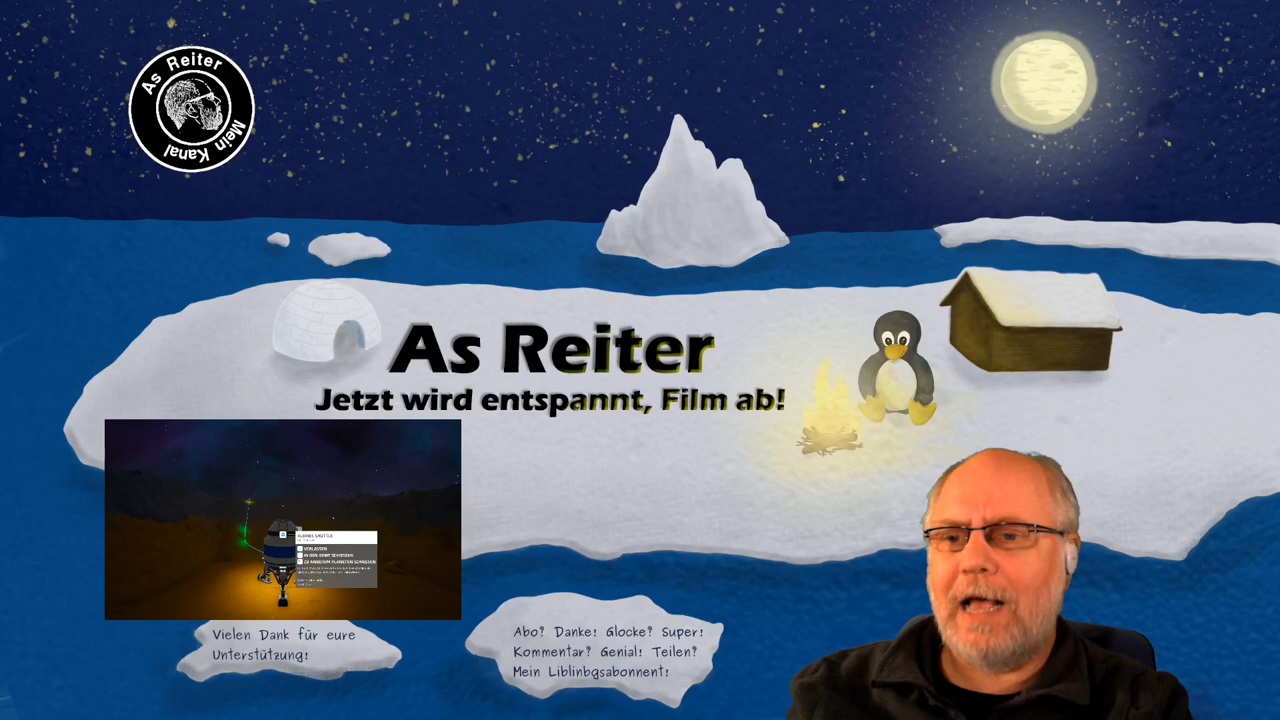 As Reiter
Mein Kanal
As Reiter
Jetzt wird entspannt, Film ab!
KLEINES SHUTTLE
VERLASSEN
IN DEN ORBIT SCHIESSEN
ZU ANDEREM PLANETEN SCHIESSEN
Vielen Dank für eure
Unterstützung!
Abo? Danke! Glocke? Super!
Kommentar? Genial! Teilen?
Mein Liblinbgsabonnent!